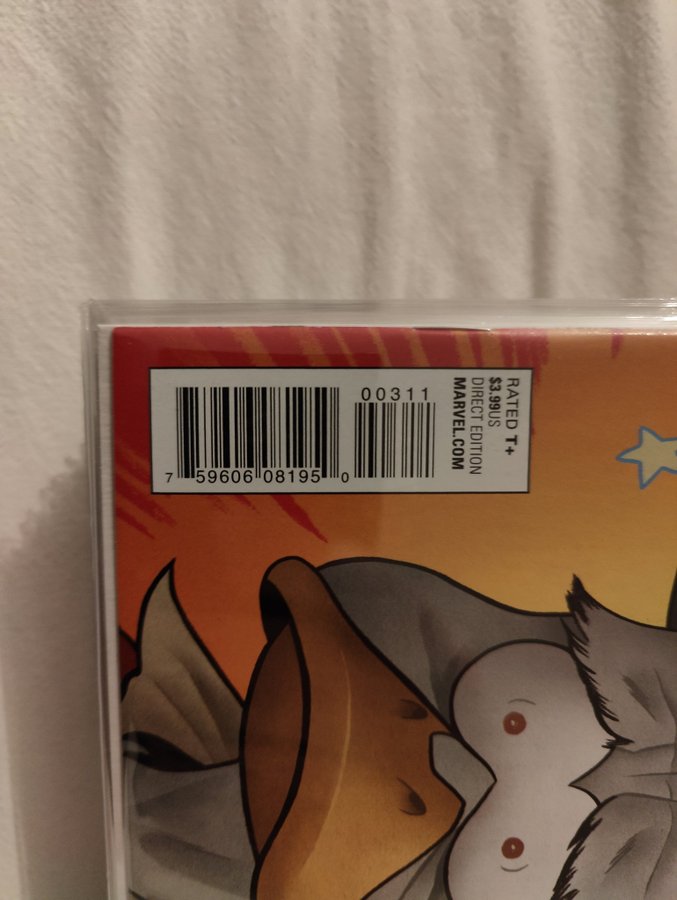 00311
7 59606 08195 0
RATED T+
$3.99US
DIRECT EDITION
MARVEL.COM